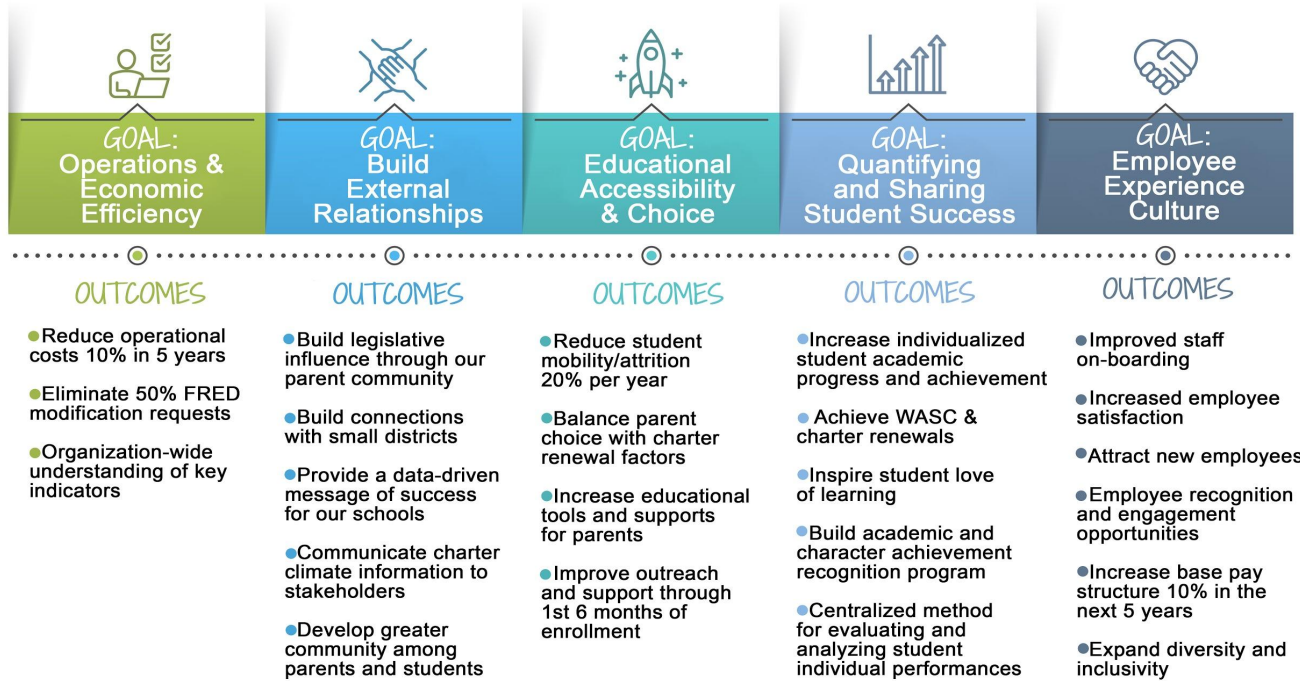 GOAL:
Operations &
Economic
Efficiency
OUTCOMES
Reduce operational
costs 10% in 5 years
Eliminate 50% FRED
modification requests
Organization-wide
understanding of key
indicators
GOAL:
Build
External
Relationships
OUTCOMES
Build legislative
influence through our
parent community
Build connections
with small districts
Provide a data-driven
message of success
for our schools
Communicate charter
climate information to
stakeholders
Develop greater
community among
parents and students
GOAL:
Educational
Accessibility
& Choice
OUTCOMES
Reduce student
mobility/attrition
20% per year
Balance parent
choice with charter
renewal factors
Increase educational
tools and supports
for parents
Improve outreach
and support through
1st 6 months of
enrollment
GOAL:
Quantifying
and Sharing
Student Success
OUTCOMES
Increase individualized
student academic
progress and achievement
Achieve WASC &
charter renewals
Inspire student love
of learning
Build academic and
character achievement
recognition program
Centralized method
for evaluating and
analyzing student
individual performances
GOAL:
Employee
Experience
Culture
OUTCOMES
Improved staff
on-boarding
Increased employee
satisfaction
Attract new employees
Employee recognition
and engagement
opportunities
Increase base pay
structure 10% in the
next 5 years
Expand diversity and
inclusivity